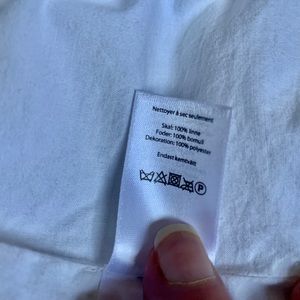 Nettoyer à sec seulement
Skal: 100% linne
Foder: 100% bomull
Dekoration: 100% polyester
Endast kemtvätt
P